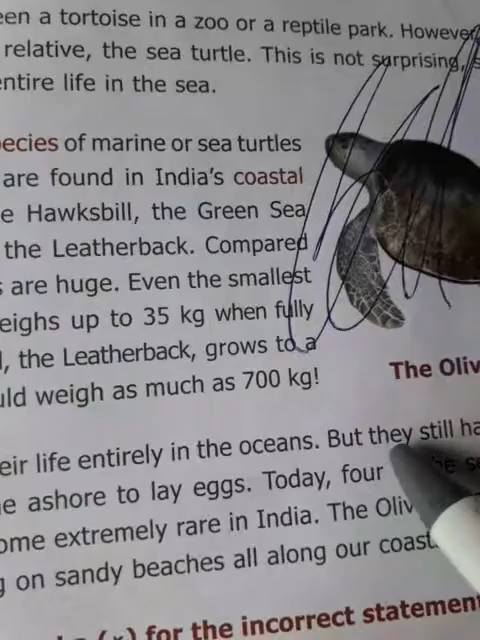 een a tortoise in a zoo or a reptile park. However
relative, the sea turtle. This is not surprising, s
entire life in the sea.
ecies of marine or sea turtles
are found in India's coastal
e Hawksbill, the Green Sea
the Leatherback. Compared
s are huge. Even the smallest
eighs up to 35 kg when fully
l, the Leatherback, grows to a
uld weigh as much as 700 kg!
The Oliv
eir life entirely in the oceans. But they still ha
e ashore to lay eggs. Today, four
ome extremely rare in India. The Oliv
g on sandy beaches all along our coast.
(x) for the incorrect statement